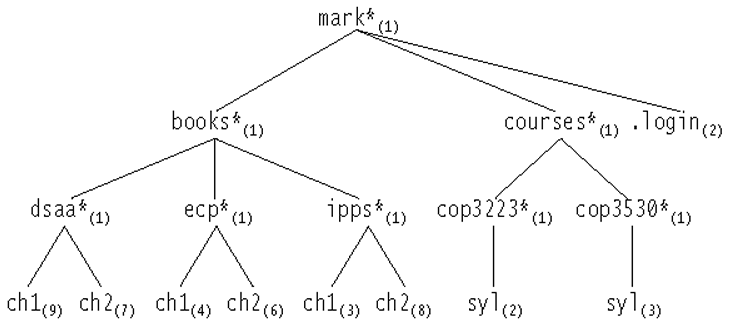 mark*(1)
books*(1) courses*(1) .login(2)
dsaa*(1) ecp*(1) ipps*(1) cop3223*(1) cop3530*(1)
ch1(9) ch2(7) ch1(4) ch2(6) ch1(3) ch2(8) syl(2) syl(3)